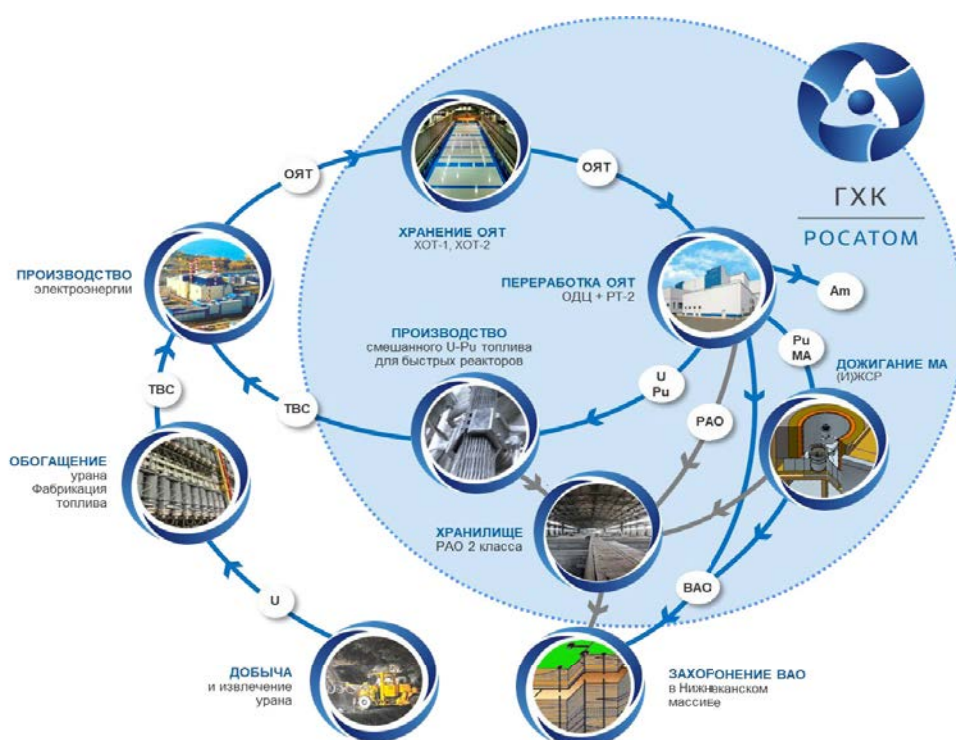 ОЯТ
ОЯТ
ГХК
РОСАТОМ
ХРАНЕНИЕ ОЯТ
ХОТ-1, ХОТ-2
ПРОИЗВОДСТВО
электроэнергии
ПЕРЕРАБОТКА ОЯТ
ОДЦ + РТ-2
Am
ПРОИЗВОДСТВО
смешанного U-Pu топлива
для быстрых реакторов
Pu
МА
ДОЖИГАНИЕ МА
(И)ЖСР
U
Pu
ТВС
ТВС
РАО
ОБОГАЩЕНИЕ
урана
Фабрикация
топлива
ХРАНИЛИЩЕ
РАО 2 класса
ВАО
U
ДОБЫЧА
и извлечение
урана
ЗАХОРОНЕНИЕ ВАО
в Нижнеканском
массиве